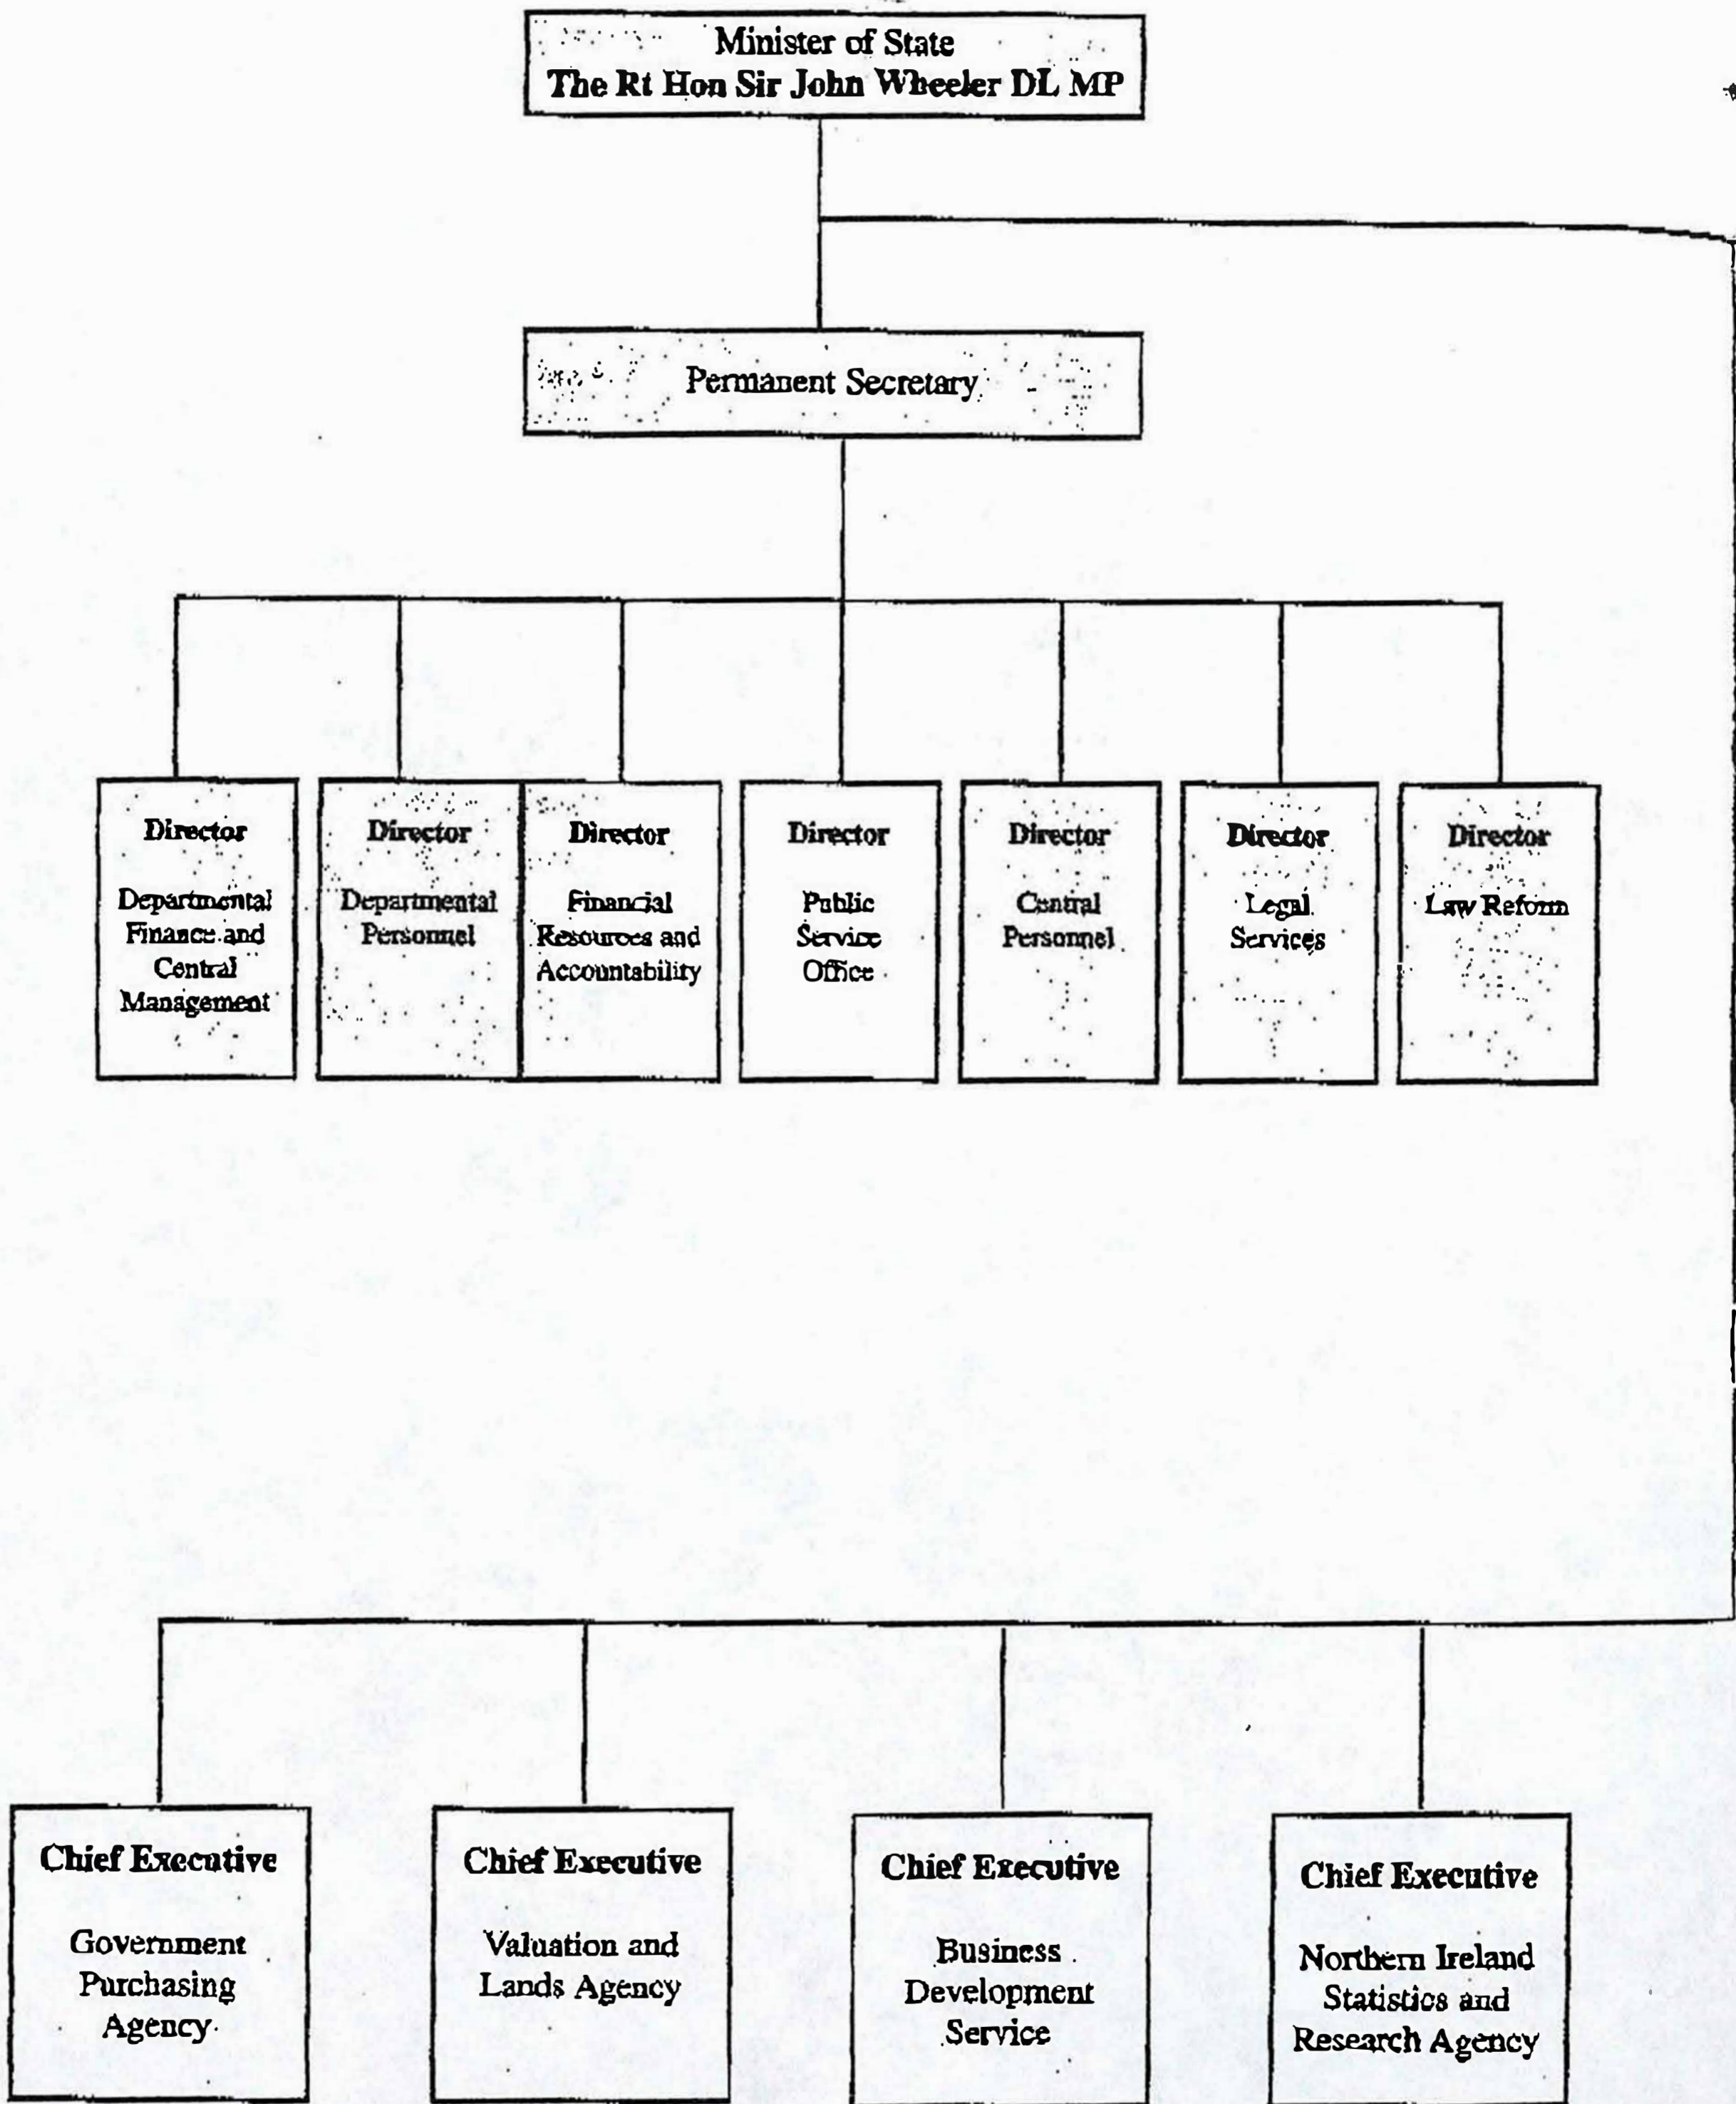 Minister of State
The Rt Hon Sir John Wheeler DL MP
Permanent Secretary
Director
Departmental
Finance and
Central
Management
Director
Departmental
Personnel
Director
Financial
Resources and
Accountability
Director
Public
Service
Office
Director
Central
Personnel
Director
Legal
Services
Director
Law Reform
Chief Executive
Government
Purchasing
Agency
Chief Executive
Valuation and
Lands Agency
Chief Executive
Business
Development
Service
Chief Executive
Northern Ireland
Statistics and
Research Agency